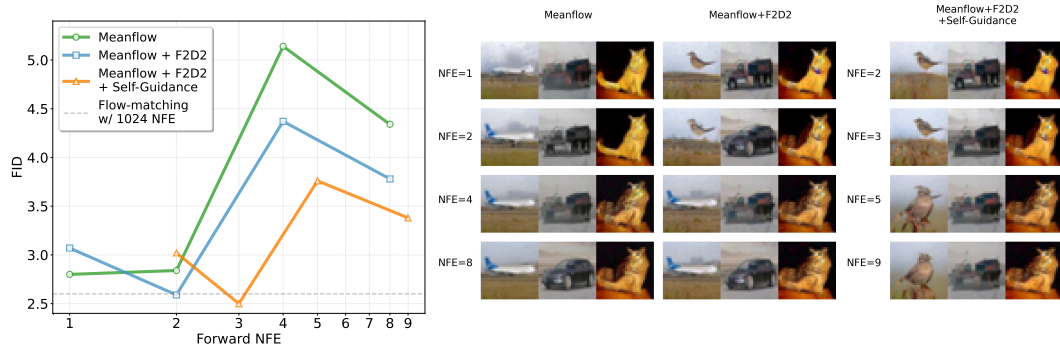 Meanflow
Meanflow + F2D2
Meanflow + F2D2
+ Self-Guidance
Flow-matching
w/ 1024 NFE
5.0
4.5
4.0
3.5
3.0
2.5
FID
1 2 3 4 5 6 7 8 9
Forward NFE
Meanflow
Meanflow+F2D2
Meanflow+F2D2
+Self-Guidance
NFE=1
NFE=2
NFE=4
NFE=8
NFE=2
NFE=3
NFE=5
NFE=9